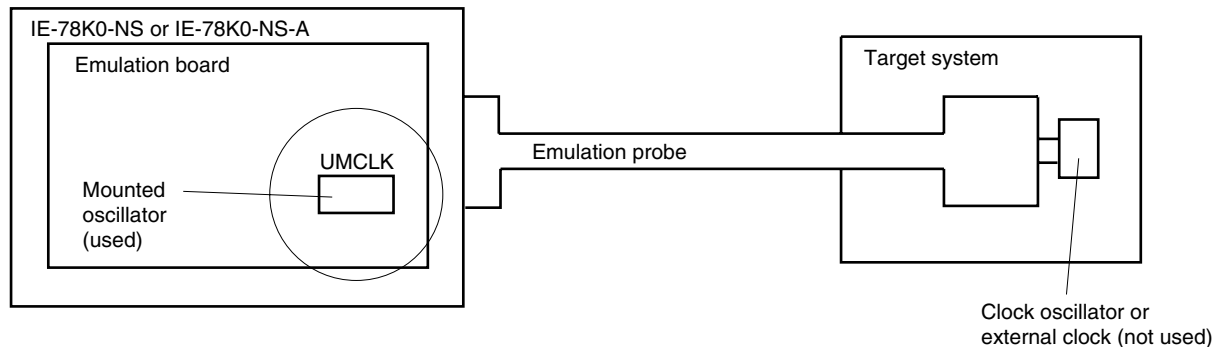 IE-78K0-NS or IE-78K0-NS-A
Emulation board
UMCLK
Mounted
oscillator
(used)
Emulation probe
Target system
Clock oscillator or
external clock (not used)